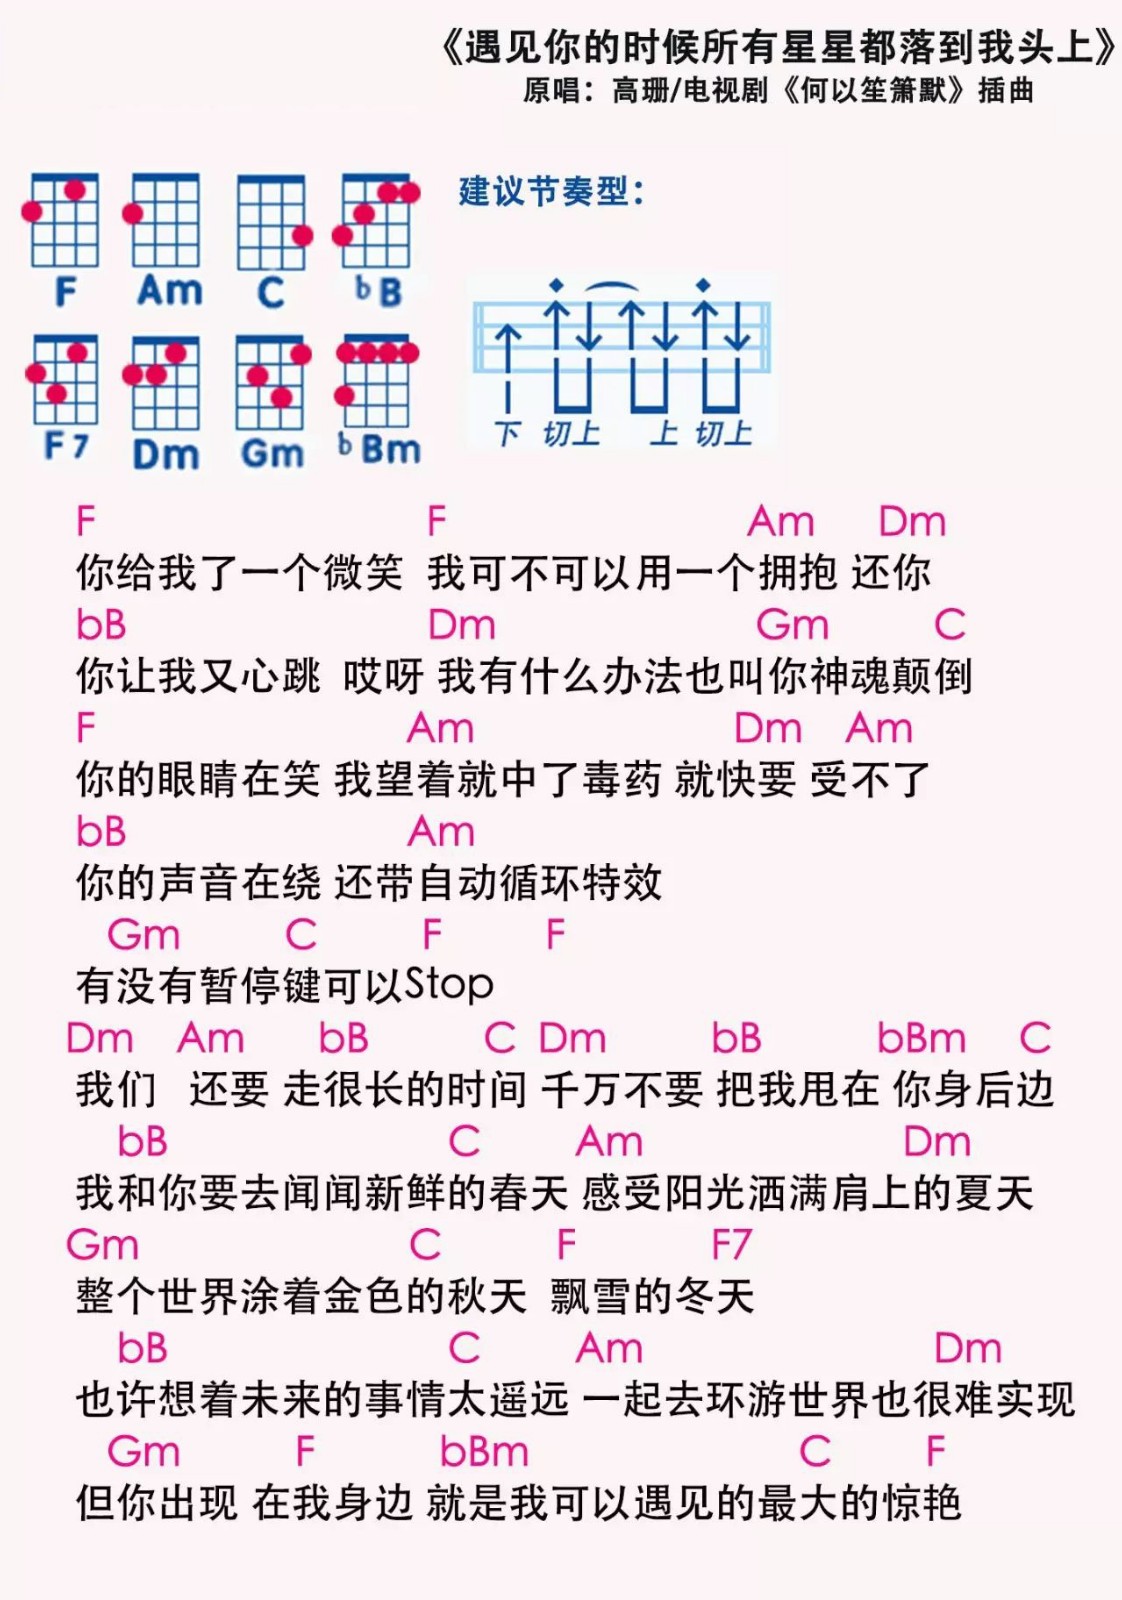 《遇见你的时候所有星星都落到我头上》
原唱：高珊/电视剧《何以笙箫默》插曲
建议节奏型：
F Am C ♭B
F7 Dm Gm ♭Bm
下 切上 上 切上
F F Am Dm
你给我了一个微笑 我可不可以用一个拥抱 还你
bB Dm Gm C
你让我又心跳 哎呀 我有什么办法也叫你神魂颠倒
F Am Dm Am
你的眼睛在笑 我望着就中了毒药 就快要 受不了
bB Am
你的声音在绕 还带自动循环特效
Gm C F F
有没有暂停键可以Stop
Dm Am bB C Dm bB bBm C
我们 还要 走很长的时间 千万不要 把我甩在 你身后边
bB C Am Dm
我和你要去闻闻新鲜的春天 感受阳光洒满肩上的夏天
Gm C F F7
整个世界涂着金色的秋天 飘雪的冬天
bB C Am Dm
也许想着未来的事情太遥远 一起去环游世界也很难实现
Gm F bBm C F
但你出现 在我身边 就是我可以遇见的最大的惊艳